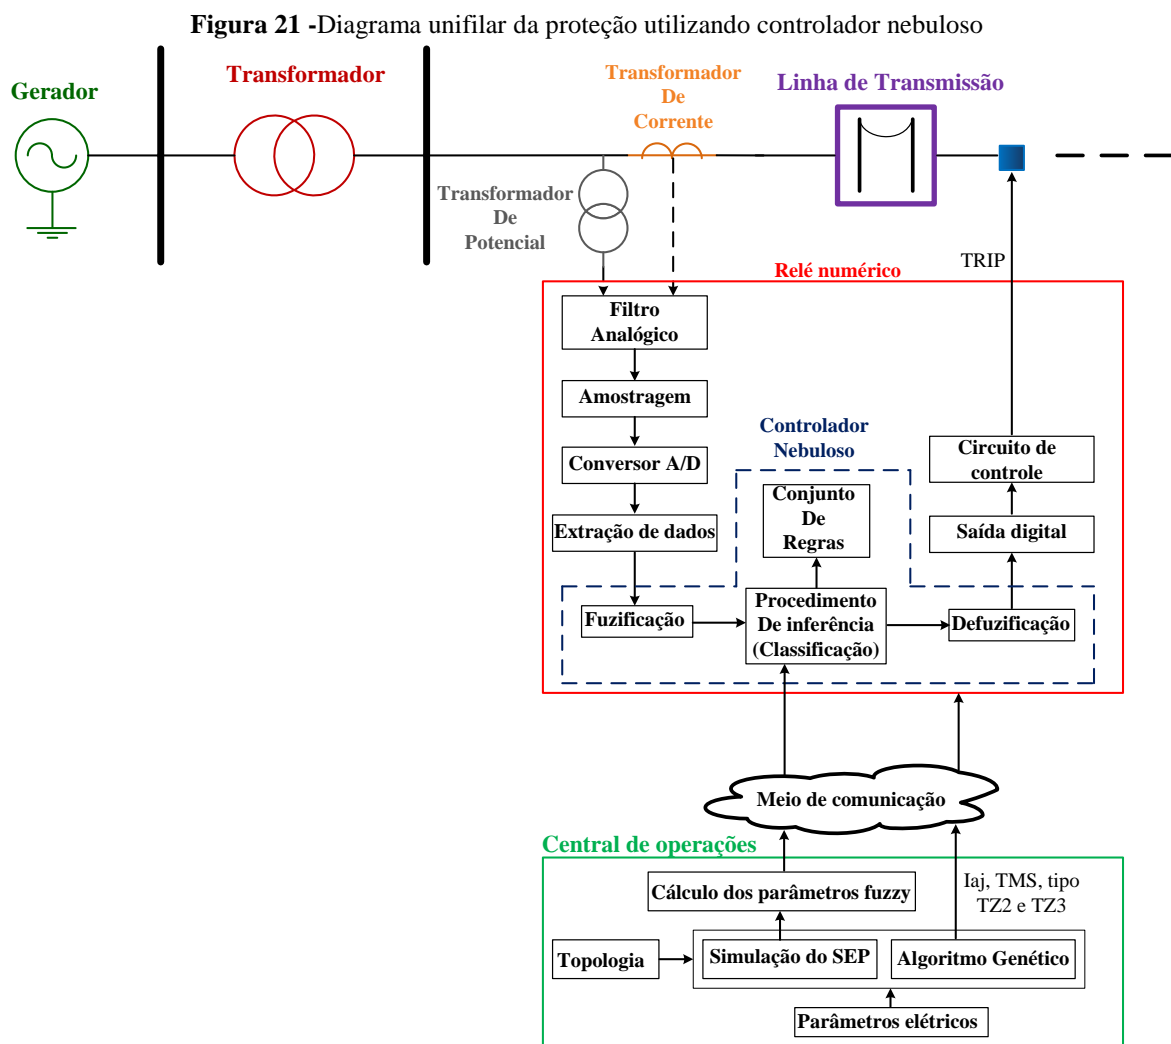 Figura 21 -Diagrama unifilar da proteção utilizando controlador nebuloso
Gerador
Transformador
Transformador
De
Corrente
Linha de Transmissão
Transformador
De
Potencial
TRIP
Relé numérico
Filtro
Analógico
Amostragem
Conversor A/D
Extração de dados
Controlador
Nebuloso
Conjunto
De
Regras
Circuito de
controle
Saída digital
Fuzificação
Procedimento
De inferência
(Classificação)
Defuzificação
Meio de comunicação
Central de operações
Cálculo dos parâmetros fuzzy
Iaj, TMS, tipo
TZ2 e TZ3
Topologia
Simulação do SEP
Algoritmo Genético
Parâmetros elétricos